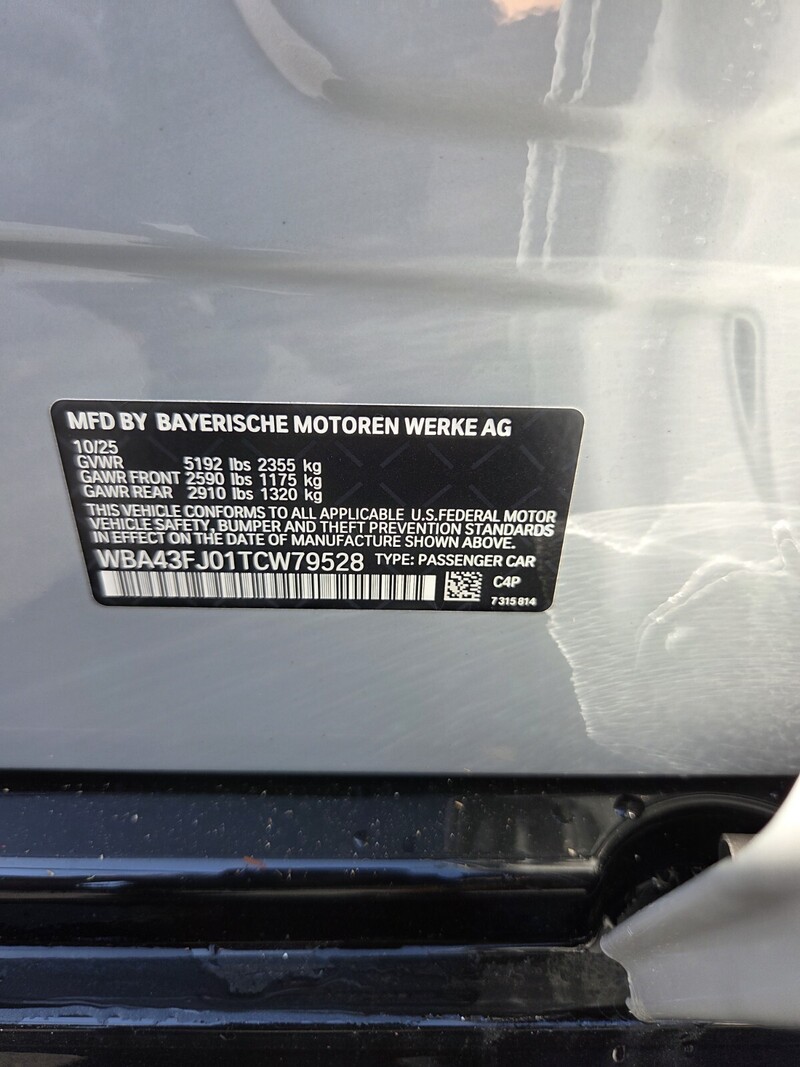 MFD BY BAYERISCHE MOTOREN WERKE AG
10/25
GVWR 5192 lbs 2355 kg
GAWR FRONT 2590 lbs 1175 kg
GAWR REAR 2910 lbs 1320 kg
THIS VEHICLE CONFORMS TO ALL APPLICABLE U.S.FEDERAL MOTOR
VEHICLE SAFETY, BUMPER AND THEFT PREVENTION STANDARDS
IN EFFECT ON THE DATE OF MANUFACTURE SHOWN ABOVE.
WBA43FJ01TCW79528 TYPE: PASSENGER CAR
C4P
7 315 814